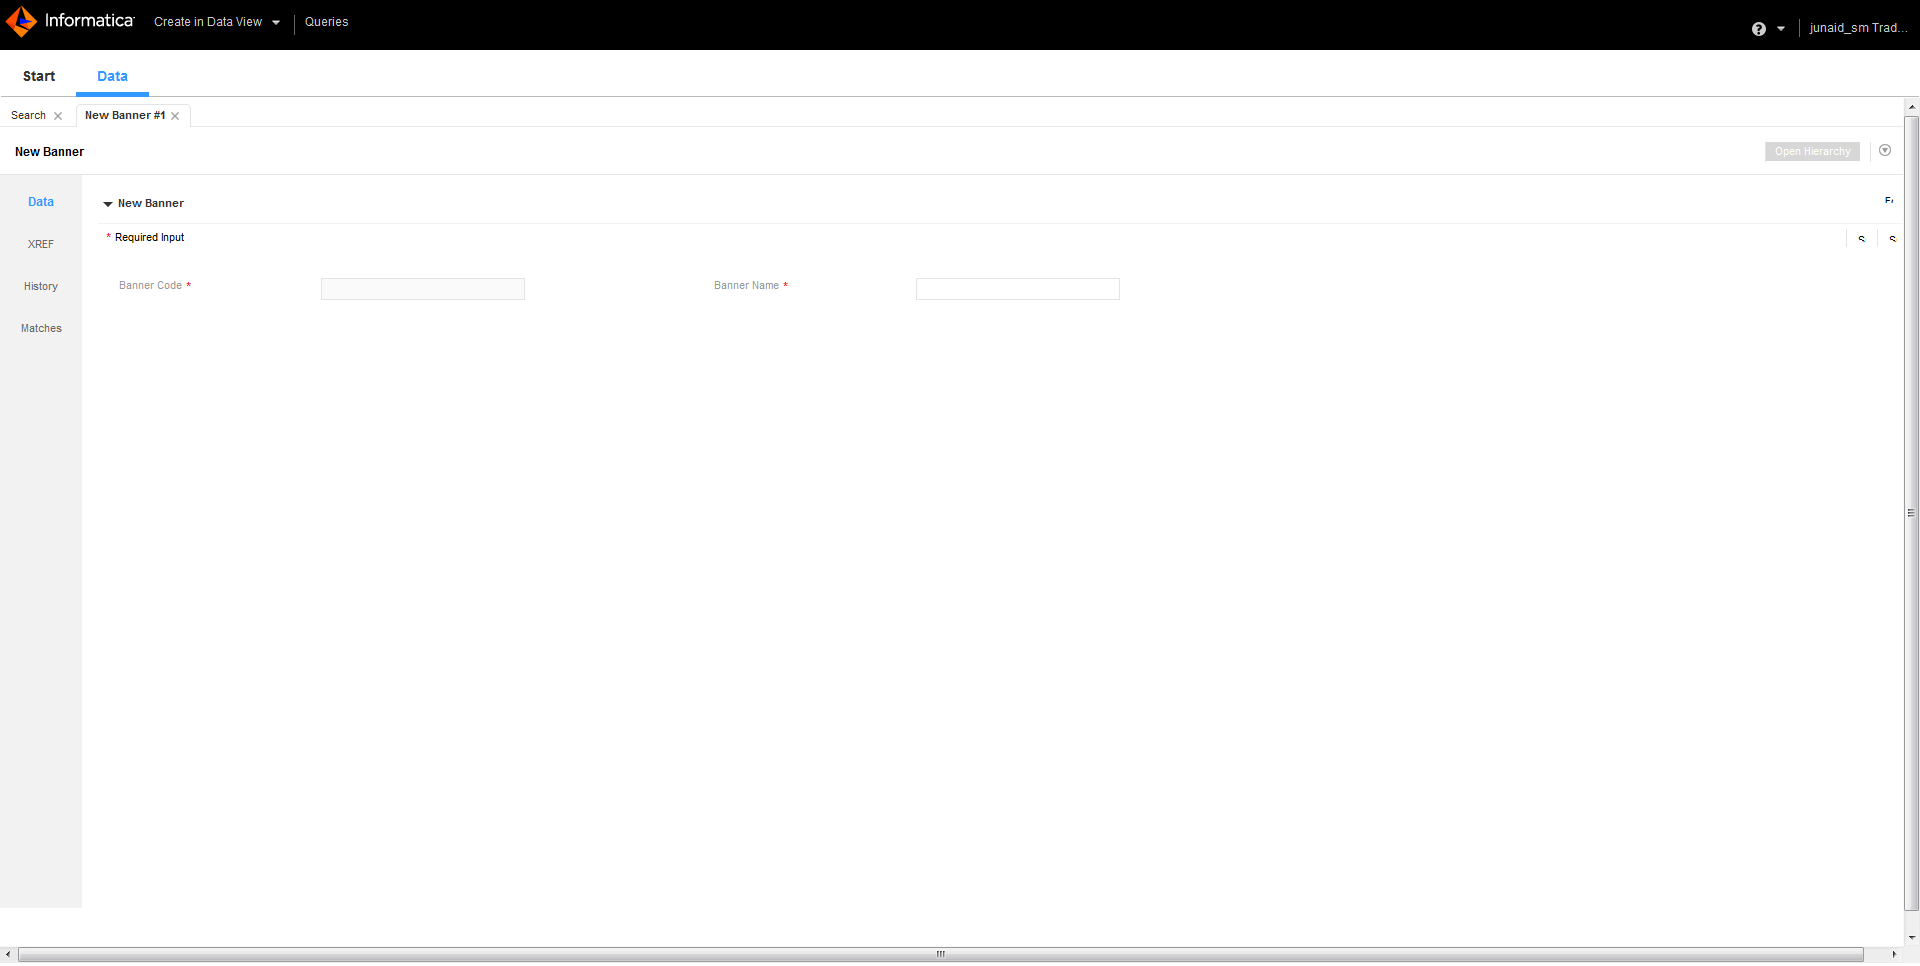 Informatica Create in Data View Queries junaid_sm Trad...
Start Data
Search New Banner #1
New Banner Open Hierarchy
Data
XREF
History
Matches
New Banner
* Required Input
Banner Code * Banner Name *